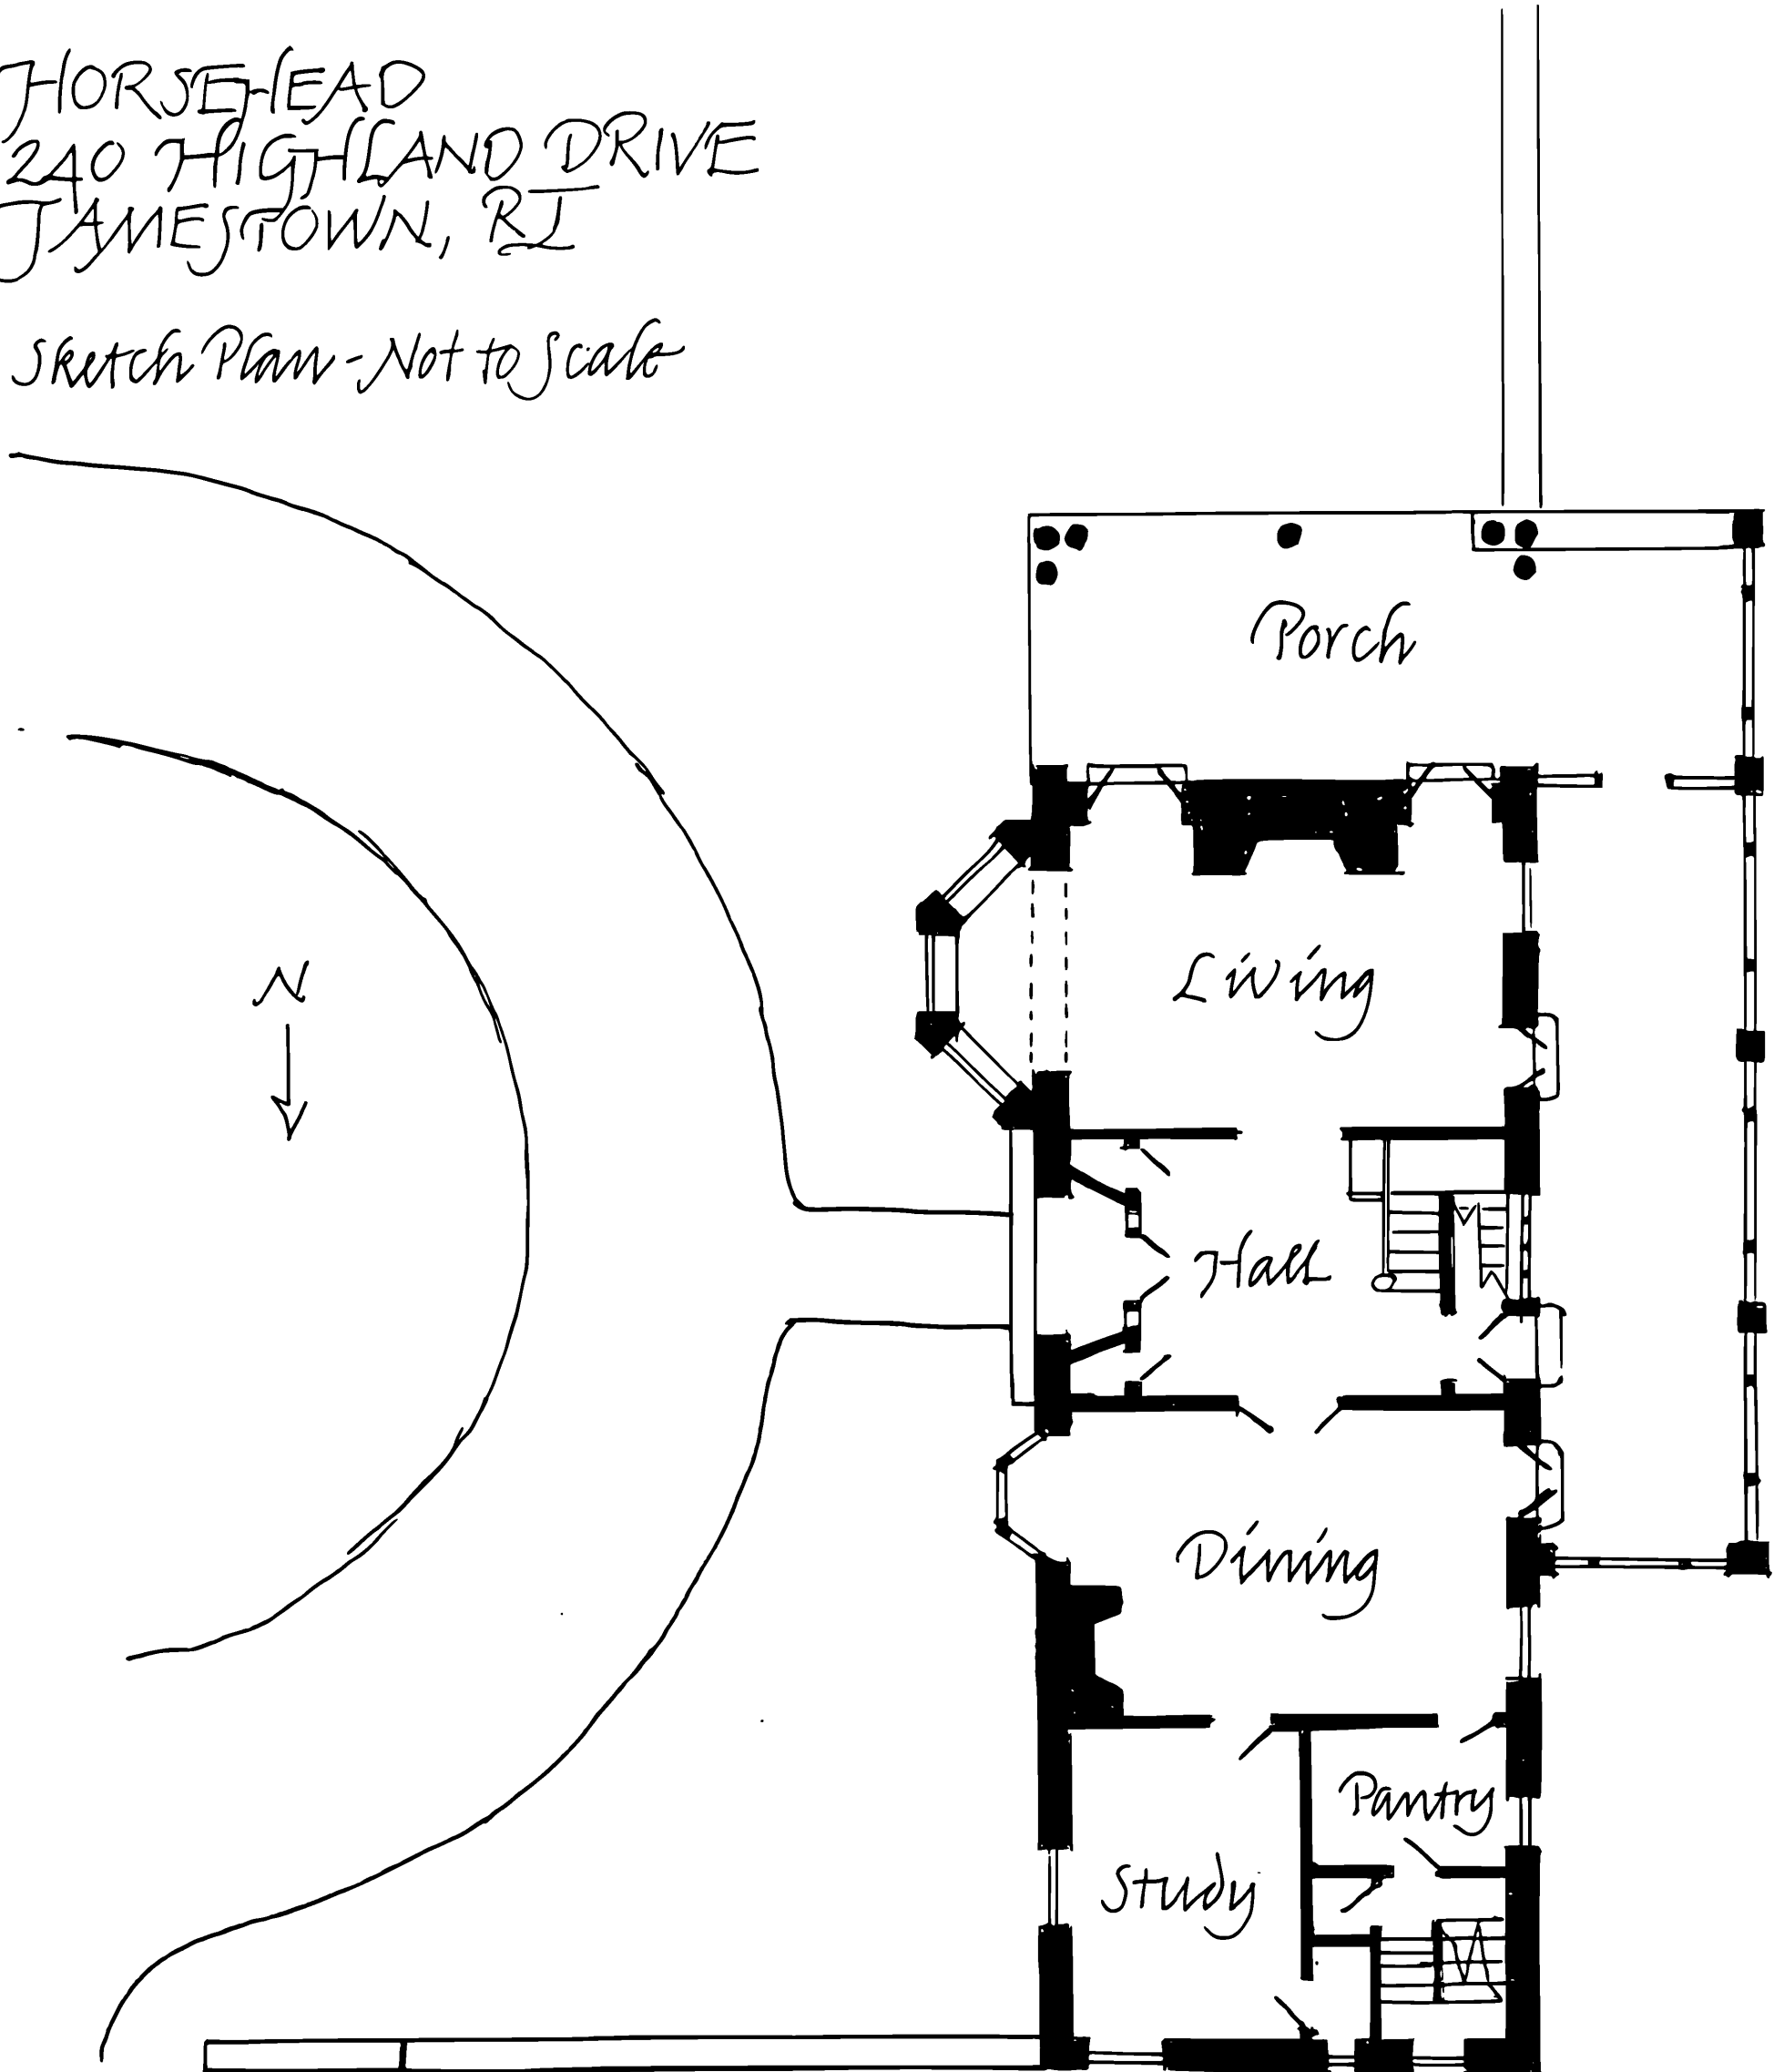 HORSEHEAD
240 HIGHLAND DRIVE
JAMESTOWN, RI
Sketch Plan - Not to Scale
Porch
Living
N
Hall
Dining
Pantry
Study